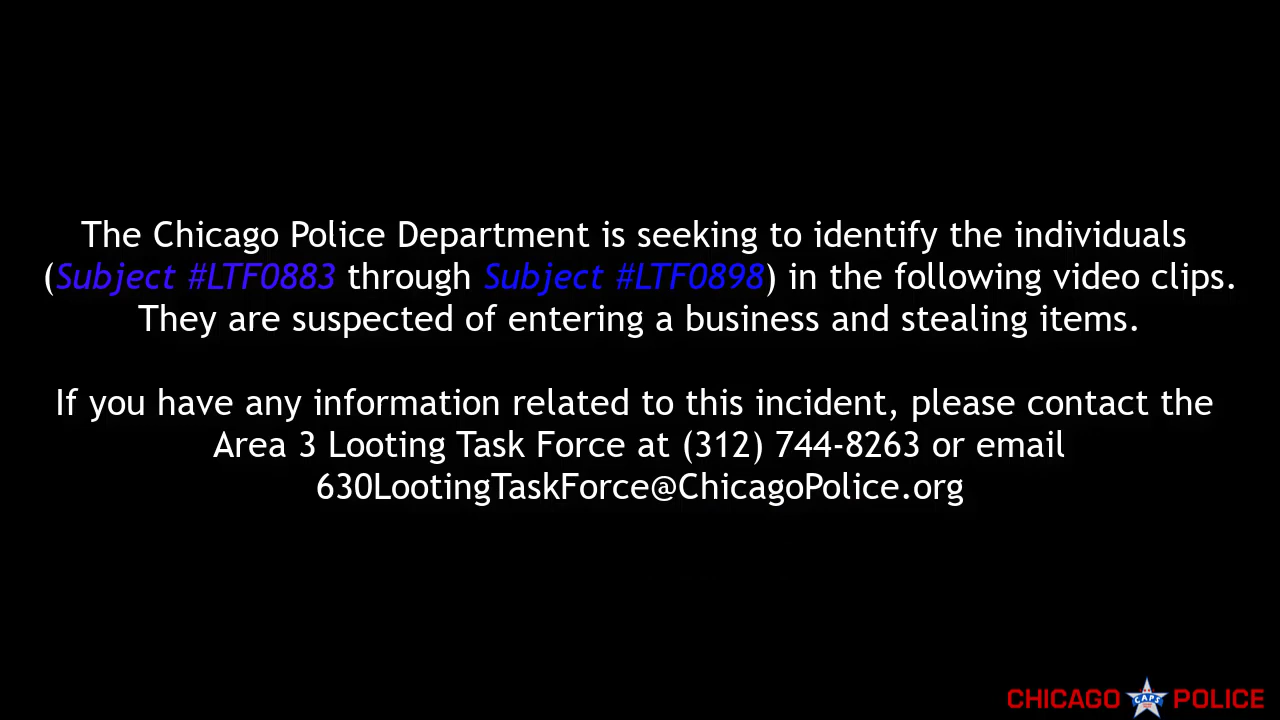 The Chicago Police Department is seeking to identify the individuals
(Subject #LTF0883 through Subject #LTF0898) in the following video clips.
They are suspected of entering a business and stealing items.
If you have any information related to this incident, please contact the
Area 3 Looting Task Force at (312) 744-8263 or email
630LootingTaskForce@ChicagoPolice.org
CHICAGO CAPS POLICE